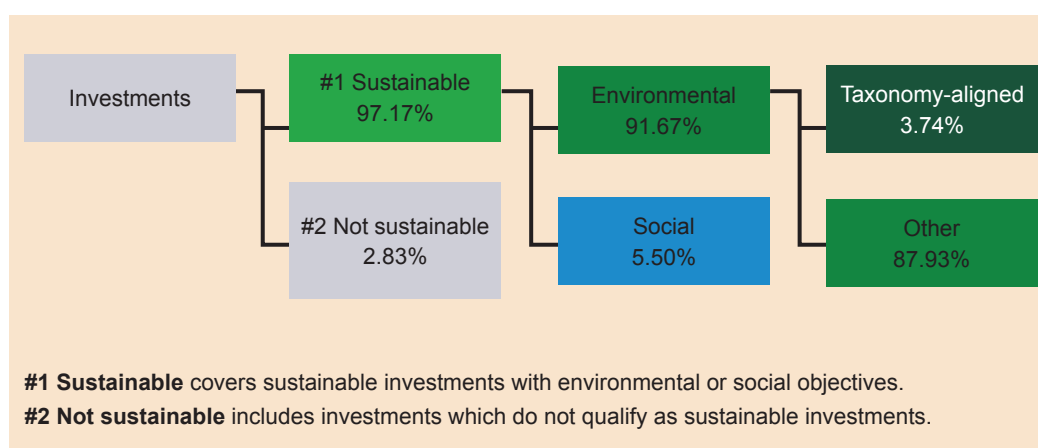 Investments
#1 Sustainable
97.17%
Environmental
91.67%
Taxonomy-aligned
3.74%
#2 Not sustainable
2.83%
Social
5.50%
Other
87.93%
#1 Sustainable covers sustainable investments with environmental or social objectives.
#2 Not sustainable includes investments which do not qualify as sustainable investments.